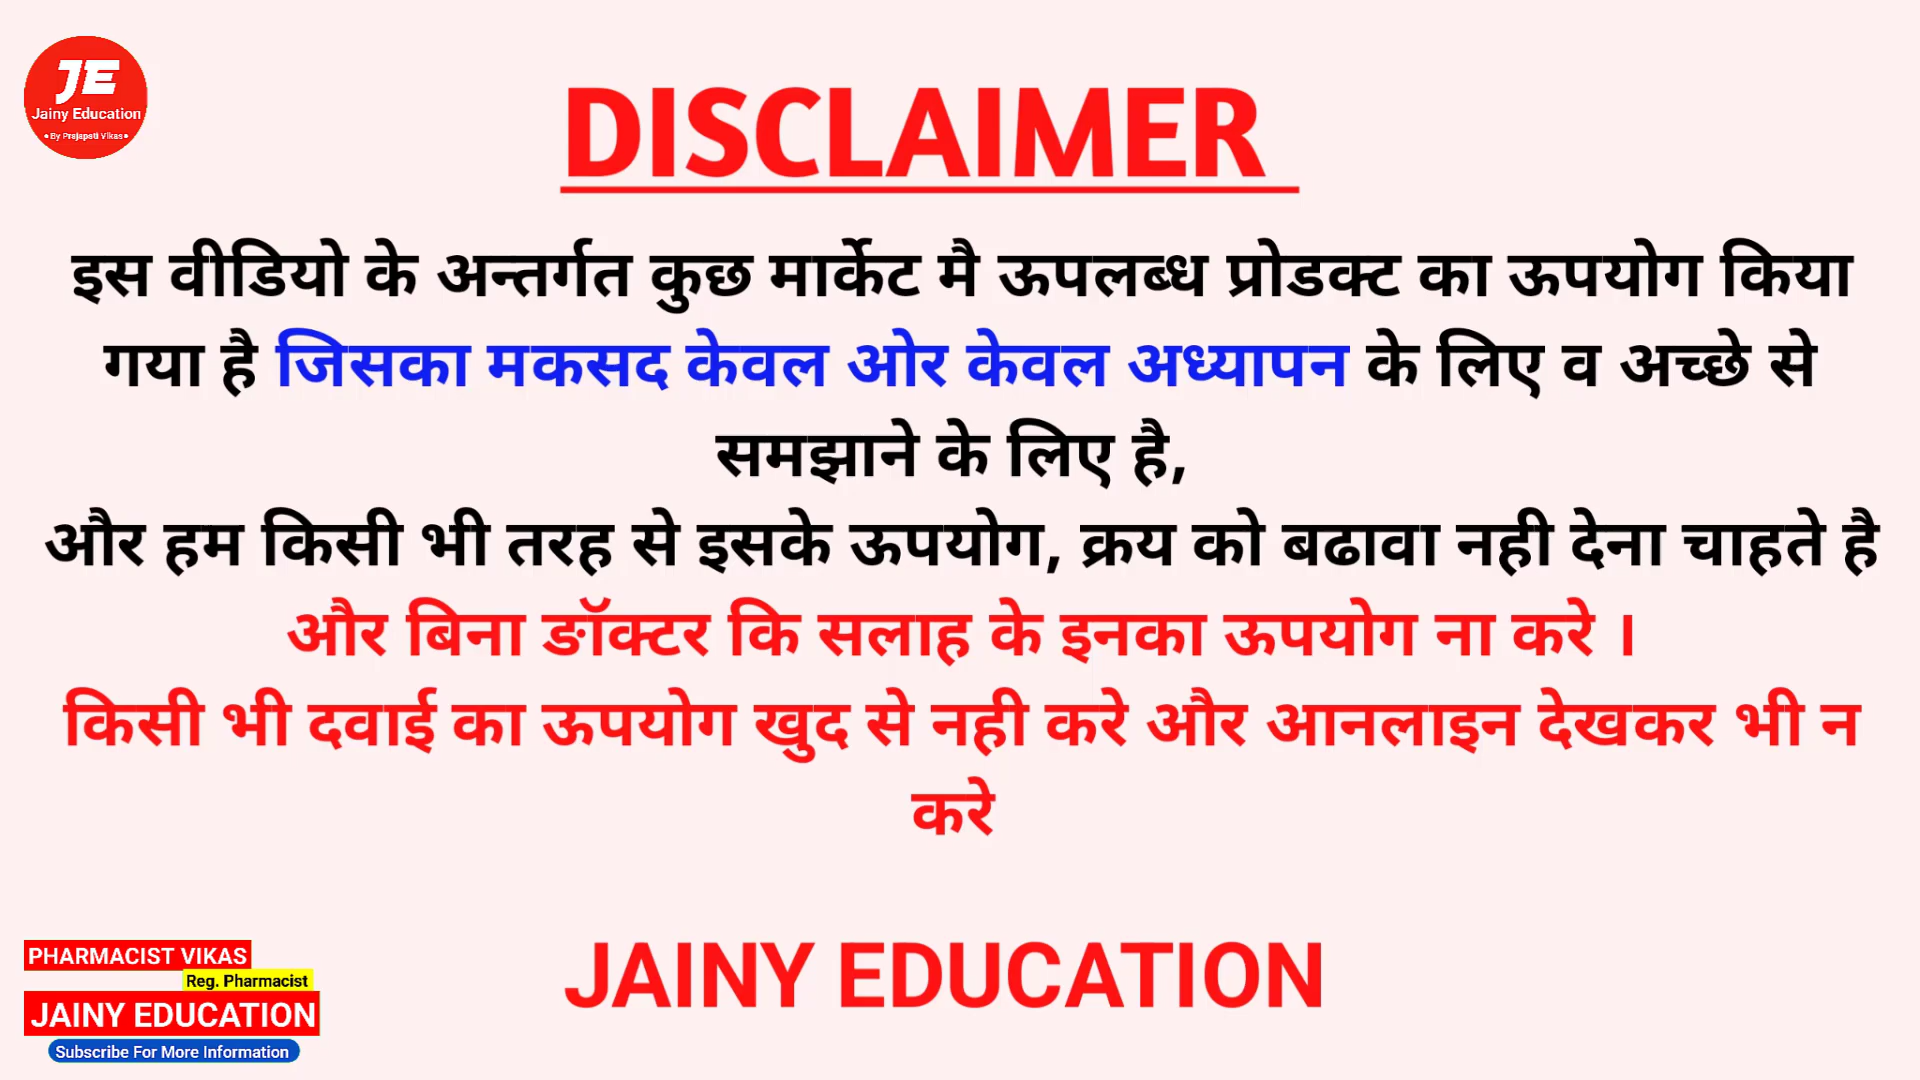 JE
Jainy Education
•By Prajapati Vikas•
DISCLAIMER
इस वीडियो के अन्तर्गत कुछ मार्केट मै ऊपलब्ध प्रोडक्ट का ऊपयोग किया
गया है जिसका मकसद केवल ओर केवल अध्यापन के लिए व अच्छे से
समझाने के लिए है,
और हम किसी भी तरह से इसके ऊपयोग, क्रय को बढावा नही देना चाहते है
और बिना डॉक्टर कि सलाह के इनका ऊपयोग ना करे ।
किसी भी दवाई का ऊपयोग खुद से नही करे और आनलाइन देखकर भी न
करे
JAINY EDUCATION
PHARMACIST VIKAS
Reg. Pharmacist
JAINY EDUCATION
Subscribe For More Information